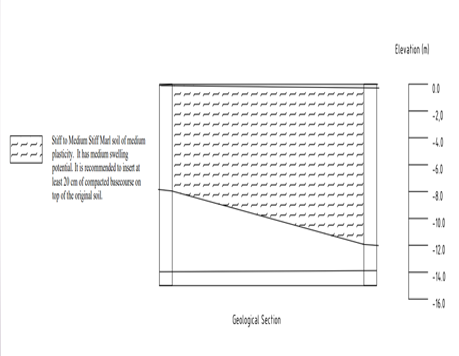 Elevation (m)
0.0
-2,0
-4.0
-6.0
-8.0
-10.0
-12.0
-14.0
-16.0
Stiff to Medium Stiff Marl soil of medium
plasticity. It has medium swelling
potential. It is recommended to insert at
least 20 cm of compacted basecourse on
top of the original soil.
Geological Section